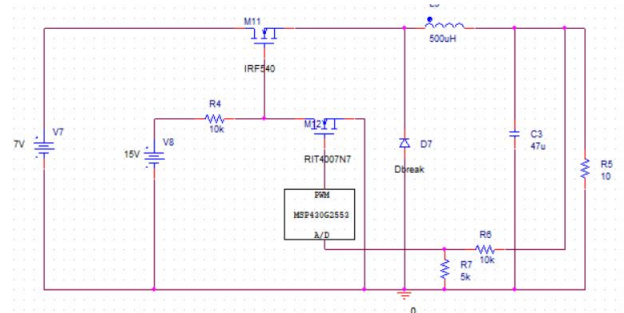 M11
500uH
IRF540
R4
10k
M12
V7
7V
V8
15V
RIT4007N7
D7
Dbreak
C3
47u
R5
10
PWM
MSP430G2553
A/D
R6
10k
R7
5k
0